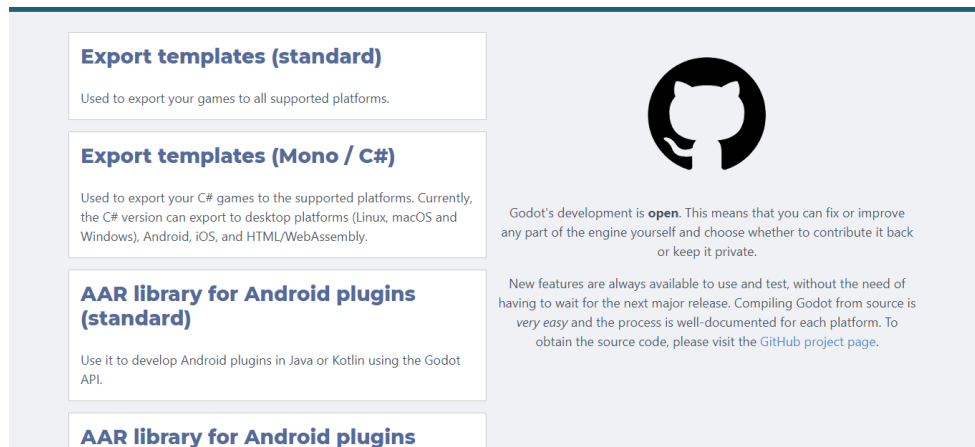 Export templates (standard)
Used to export your games to all supported platforms.
Export templates (Mono / C#)
Used to export your C# games to the supported platforms. Currently,
the C# version can export to desktop platforms (Linux, macOS and
Windows), Android, iOS, and HTML/WebAssembly.
AAR library for Android plugins
(standard)
Use it to develop Android plugins in Java or Kotlin using the Godot
API.
AAR library for Android plugins
Godot's development is open. This means that you can fix or improve
any part of the engine yourself and choose whether to contribute it back
or keep it private.
New features are always available to use and test, without the need of
having to wait for the next major release. Compiling Godot from source is
very easy and the process is well-documented for each platform. To
obtain the source code, please visit the GitHub project page.